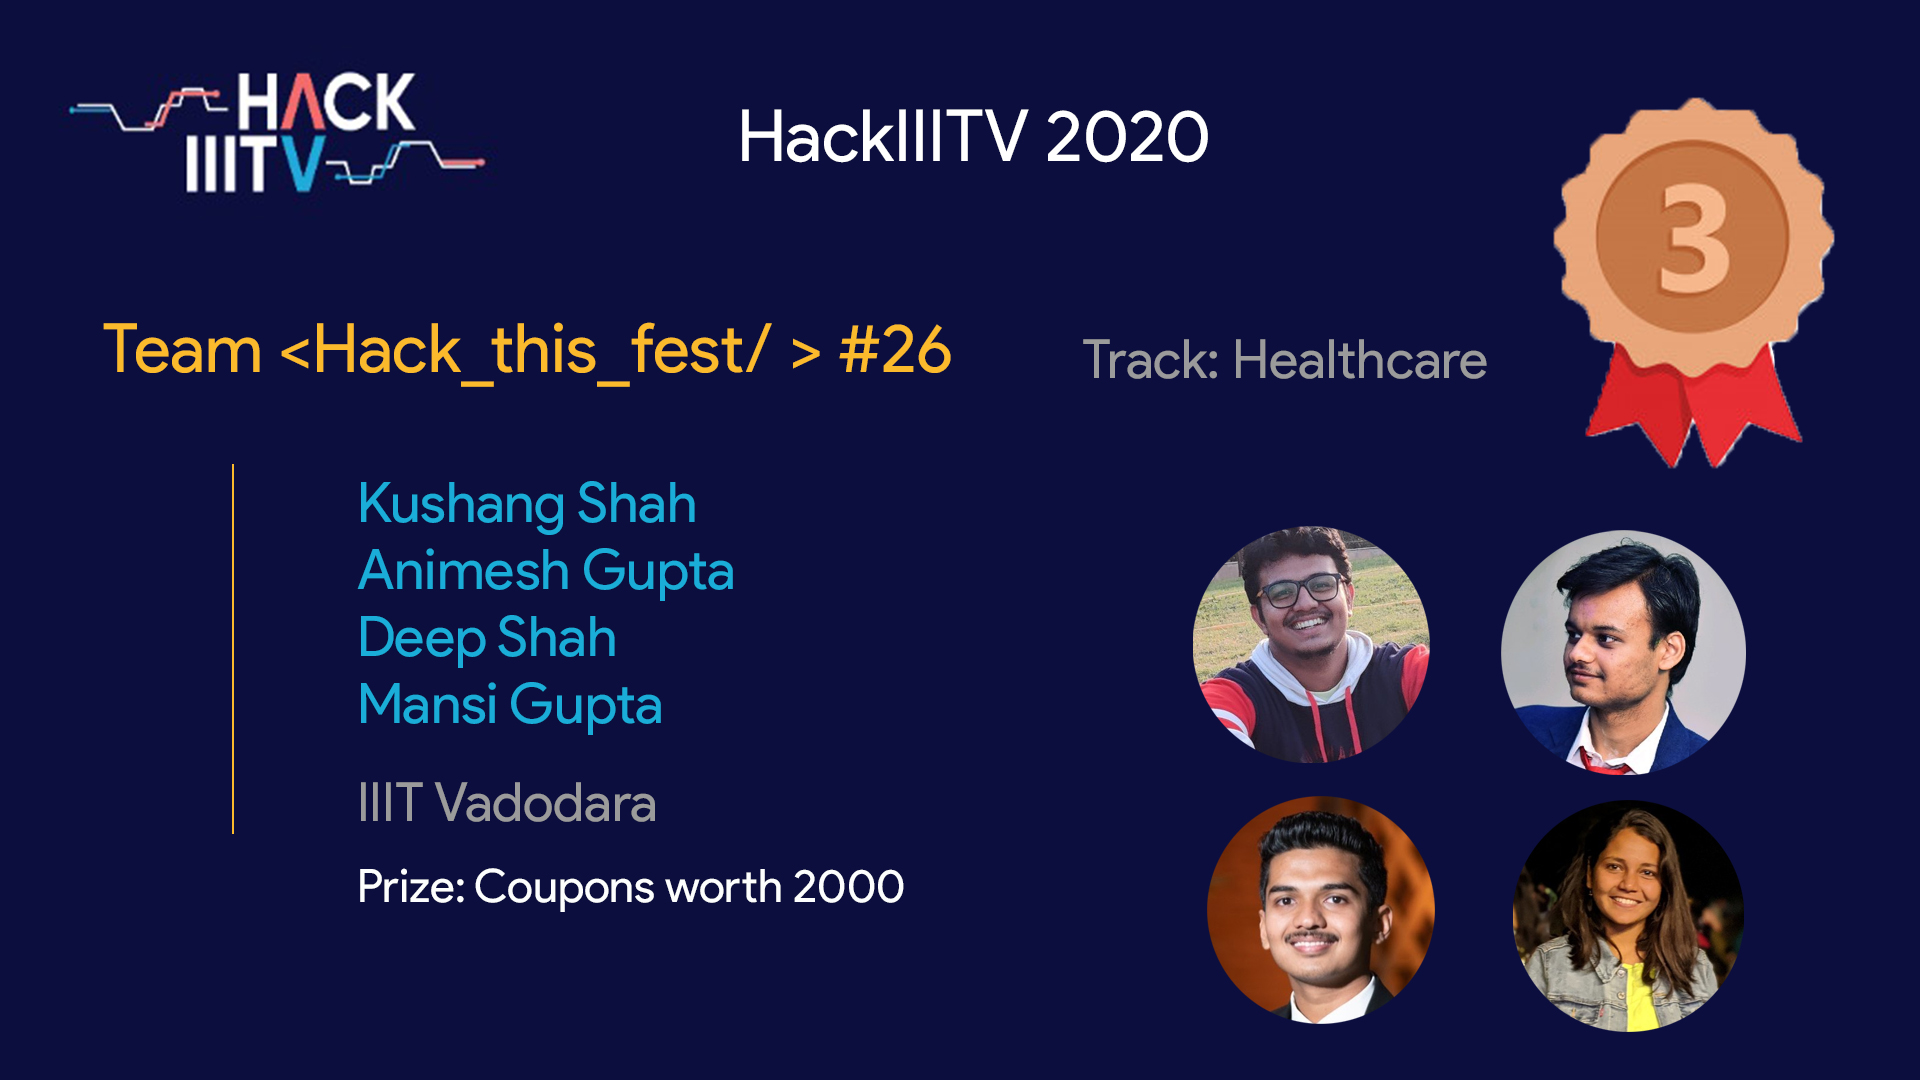 HACK
IIITV
HackIIITV 2020
3
Team <Hack_this_fest/ > #26
Track: Healthcare
Kushang Shah
Animesh Gupta
Deep Shah
Mansi Gupta
IIIT Vadodara
Prize: Coupons worth 2000